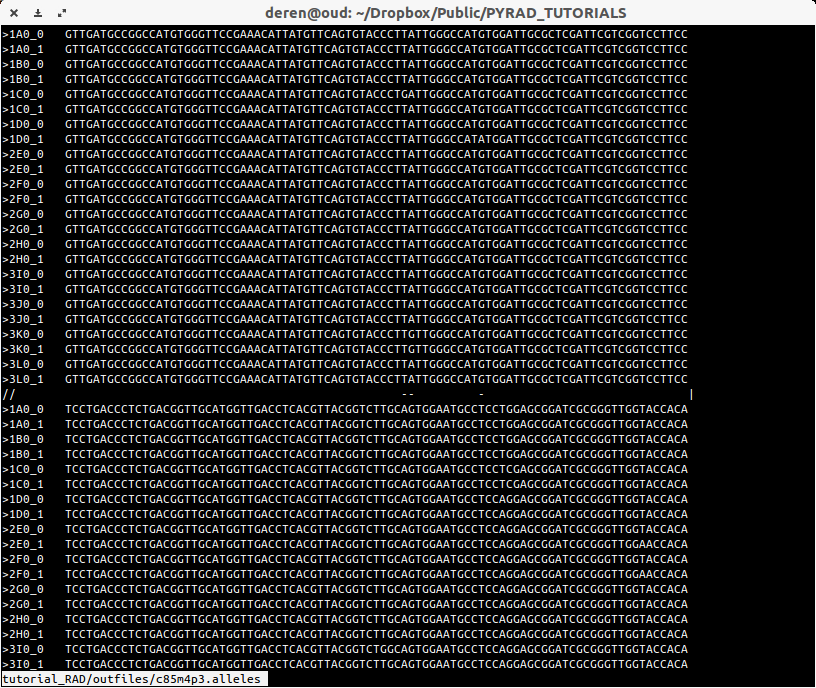 deren@oud: ~/Dropbox/Public/PYRAD_TUTORIALS
>1A0_0 GTTGATGCCGGCCATGTGGGTTCCGAAACATTATGTTCAGTGTACCCTTATTGGGCCATGTGGATTGCGCTCGATTCGTCGGTCCTTCC
>1A0_1 GTTGATGCCGGCCATGTGGGTTCCGAAACATTATGTTCAGTGTACCCTTATTGGGCCATGTGGATTGCGCTCGATTCGTCGGTCCTTCC
>1B0_0 GTTGATGCCGGCCATGTGGGTTCCGAAACATTATGTTCAGTGTACCCTTATTGGGCCATGTGGATTGCGCTCGATTCGTCGGTCCTTCC
>1B0_1 GTTGATGCCGGCCATGTGGGTTCCGAAACATTATGTTCAGTGTACCCTTATTGGGCCATGTGGATTGCGCTCGATTCGTCGGTCCTTCC
>1C0_0 GTTGATGCCGGCCATGTGGGTTCCGAAACATTATGTTCAGTGTACCCTGATTGGGCCATGTGGATTGCGCTCGATTCGTCGGTCCTTCC
>1C0_1 GTTGATGCCGGCCATGTGGGTTCCGAAACATTATGTTCAGTGTACCCTTATTGGGCCATGTGGATTGCGCTCGATTCGTCGGTCCTTCC
>1D0_0 GTTGATGCCGGCCATGTGGGTTCCGAAACATTATGTTCAGTGTACCCTTATTGGGCCATGTGGATTGCGCTCGATTCGTCGGTCCTTCC
>1D0_1 GTTGATGCCGGCCATGTGGGTTCCGAAACATTATGTTCAGTGTACCCTTATTGGGCCATATGGATTGCGCTCGATTCGTCGGTCCTTCC
>2E0_0 GTTGATGCCGGCCATGTGGGTTCCGAAACATTATGTTCAGTGTACCCTTATTGGGCCATGTGGATTGCGCTCGATTCGTCGGTCCTTCC
>2E0_1 GTTGATGCCGGCCATGTGGGTTCCGAAACATTATGTTCAGTGTACCCTTATTGGGCCATGTGGATTGCGCTCGATTCGTCGGTCCTTCC
>2F0_0 GTTGATGCCGGCCATGTGGGTTCCGAAACATTATGTTCAGTGTACCCTTATTGGGCCATGTGGATTGCGCTCGATTCGTCGGTCCTTCC
>2F0_1 GTTGATGCCGGCCATGTGGGTTCCGAAACATTATGTTCAGTGTACCCTTATTGGGCCATGTGGATTGCGCTCGATTCGTCGGTCCTTCC
>2G0_0 GTTGATGCCGGCCATGTGGGTTCCGAAACATTATGTTCAGTGTACCCTTATTGGGCCATGTGGATTGCGCTCGATTCGTCGGTCCTTCC
>2G0_1 GTTGATGCCGGCCATGTGGGTTCCGAAACATTATGTTCAGTGTACCCTTATTGGGCCATGTGGATTGCGCTCGATTCGTCGGTCCTTCC
>2H0_0 GTTGATGCCGGCCATGTGGGTTCCGAAACATTATGTTCAGTGTACCCTTATTGGGCCATGTGGATTGCGCTCGATTCGTCGGTCCTTCC
>2H0_1 GTTGATGCCGGCCATGTGGGTTCCGAAACATTATGTTCAGTGTACCCTTATTGGGCCATGTGGATTGCGCTCGATTCGTCGGTCCTTCC
>3I0_0 GTTGATGCCGGCCATGTGGGTTCCGAAACATTATGTTCAGTGTACCCTTATTGGGCCATGTGGATTGCGCTCGATTCGTCGGTCCTTCC
>3I0_1 GTTGATGCCGGCCATGTGGGTTCCGAAACATTATGTTCAGTGTACCCTTATTGGGCCATGTGGATTGCGCTCGATTCGTCGGTCCTTCC
>3J0_0 GTTGATGCCGGCCATGTGGGTTCCGAAACATTATGTTCAGTGTACCCTTATTGGGCCATGTGGATTGCGCTCGATTCGTCGGTCCTTCC
>3J0_1 GTTGATGCCGGCCATGTGGGTTCCGAAACATTATGTTCAGTGTACCCTTATTGGGCCATGTGGATTGCGCTCGATTCGTCGGTCCTTCC
>3K0_0 GTTGATGCCGGCCATGTGGGTTCCGAAACATTATGTTCAGTGTACCCTTGTTGGGCCATGTGGATTGCGCTCGATTCGTCGGTCCTTCC
>3K0_1 GTTGATGCCGGCCATGTGGGTTCCGAAACATTATGTTCAGTGTACCCTTGTTGGGCCATGTGGATTGCGCTCGATTCGTCGGTCCTTCC
>3L0_0 GTTGATGCCGGCCATGTGGGTTCCGAAACATTATGTTCAGTGTACCCTTATTGGGCCATGTGGATTGCGCTCGATTCGTCGGTCCTTCC
>3L0_1 GTTGATGCCGGCCATGTGGGTTCCGAAACATTATGTTCAGTGTACCCTTATTGGGCCATGTGGATTGCGCTCGATTCGTCGGTCCTTCC
// -- - |
>1A0_0 TCCTGACCCTCTGACGGTTGCATGGTTGACCTCACGTTACGGTCTTGCAGTGGAATGCCTCCTGGAGCGGATCGCGGGTTGGTACCACA
>1A0_1 TCCTGACCCTCTGACGGTTGCATGGTTGACCTCACGTTACGGTCTTGCAGTGGAATGCCTCCTGGAGCGGATCGCGGGTTGGTACCACA
>1B0_0 TCCTGACCCTCTGACGGTTGCATGGTTGACCTCACGTTACGGTCTTGCAGTGGAATGCCTCCTGGAGCGGATCGCGGGTTGGTACCACA
>1B0_1 TCCTGACCCTCTGACGGTTGCATGGTTGACCTCACGTTACGGTCTTGCAGTGGAATGCCTCCTGGAGCGGATCGCGGGTTGGTACCACA
>1C0_0 TCCTGACCCTCTGACGGTTGCATGGTTGACCTCACGTTACGGTCTTGCAGTGGAATGCCTCCTCGAGCGGATCGCGGGTTGGTACCACA
>1C0_1 TCCTGACCCTCTGACGGTTGCATGGTTGACCTCACGTTACGGTCTTGCAGTGGAATGCCTCCTCGAGCGGATCGCGGGTTGGTACCACA
>1D0_0 TCCTGACCCTCTGACGGTTGCATGGTTGACCTCACGTTACGGTCTTGCAGTGGAATGCCTCCAGGAGCGGATCGCGGGTTGGTACCACA
>1D0_1 TCCTGACCCTCTGACGGTTGCATGGTTGACCTCACGTTACGGTCTTGCAGTGGAATGCCTCCAGGAGCGGATCGCGGGTTGGTACCACA
>2E0_0 TCCTGACCCTCTGACGGTTGCATGGTTGACCTCACGTTACGGTCTTGCAGTGGAATGCCTCCAGGAGCGGATCGCGGGTTGGTACCACA
>2E0_1 TCCTGACCCTCTGACGGTTGCATGGTTGACCTCACGTTACGGTCTTGCAGTGGAATGCCTCCAGGAGCGGATCGCGGGTTGGAACCACA
>2F0_0 TCCTGACCCTCTGACGGTTGCATGGTTGACCTCACGTTACGGTCTTGCAGTGGAATGCCTCCAGGAGCGGATCGCGGGTTGGTACCACA
>2F0_1 TCCTGACCCTCTGACGGTTGCATGGTTGACCTCACGTTACGGTCTTGCAGTGGAATGCCTCCAGGAGCGGATCGCGGGTTGGAACCACA
>2G0_0 TCCTGACCCTCTGACGGTTGCATGGTTGACCTCACGTTACGGTCTTGCAGTGGAATGCCTCCAGGAGCGGATCGCGGGTTGGTACCACA
>2G0_1 TCCTGACCCTCTGACGGTTGCATGGTTGACCTCACGTTACGGTCTTGCAGTGGAATGCCTCCAGGAGCGGATCGCGGGTTGGTACCACA
>2H0_0 TCCTGACCCTCTGACGGTTGCATGGTTGACCTCACGTTACGGTCTTGCAGTGGAATGCCTCCAGGAGCGGATCGCGGGTTGGTACCACA
>2H0_1 TCCTGACCCTCTGACGGTTGCATGGTTGACCTCACGTTACGGTCTTGCAGTGGAATGCCTCCAGGAGCGGATCGCGGGTTGGTACCACA
>3I0_0 TCCTGACCCTCTGACGGTTGCATGGTTGACCTCACGTTACGGTCTGGCAGTGGAATGCCTCCAGGAGCGGATCGCGGGTTGGTACCACA
>3I0_1 TCCTGACCCTCTGACGGTTGCATGGTTGACCTCACGTTACGGTCTTGCAGTGGAATGCCTCCAGGAGCGGATCGCGGGTTGGTACCACA
tutorial_RAD/outfiles/c85m4p3.alleles